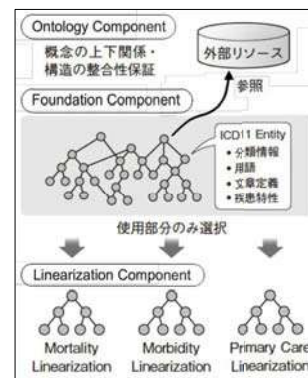 Ontology Component
概念の上下関係・
構造の整合性保証
外部リソース
参照
Foundation Component
ICD11 Entity
• 分類情報
• 用語
• 文章定義
• 疾患特性
使用部分のみ選択
Linearization Component
Mortality
Linearization
Morbidity
Linearization
Primary Care
Linearization